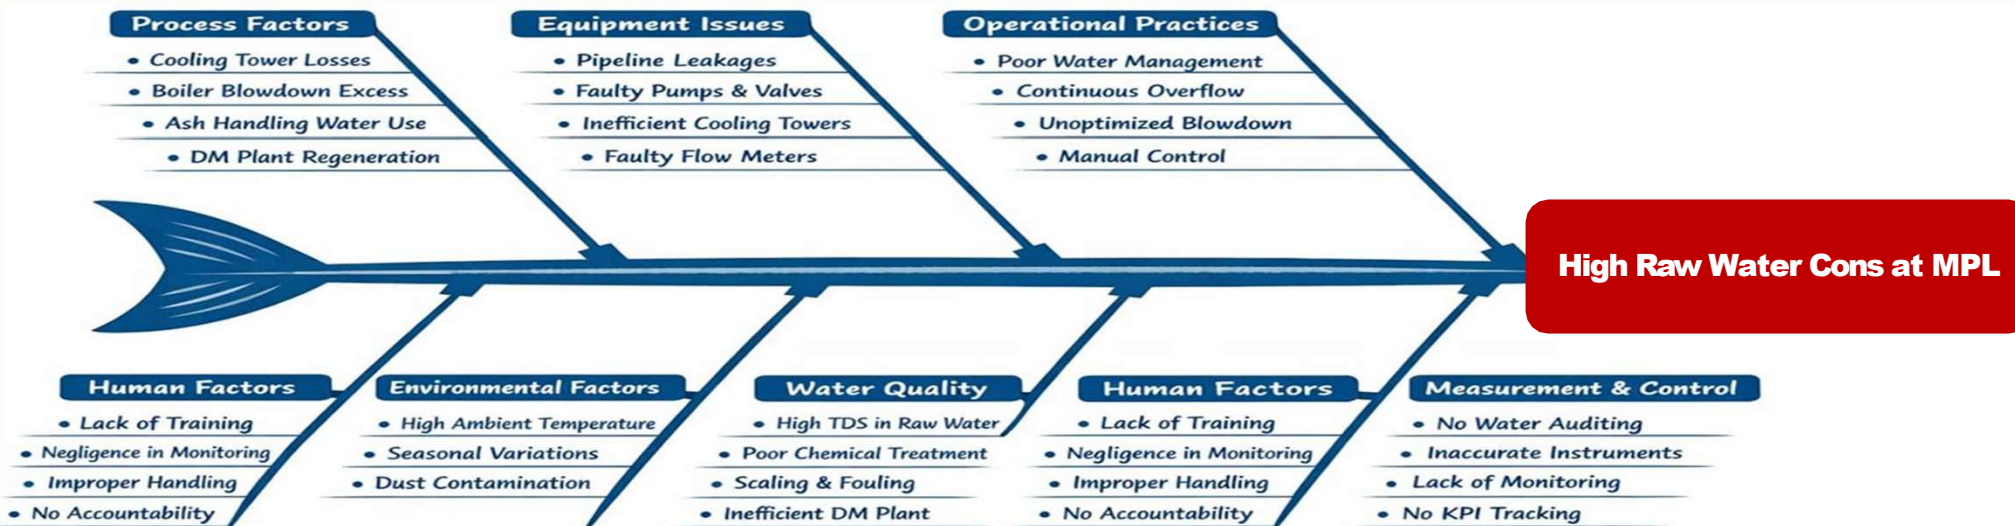 Process Factors
• Cooling Tower Losses
• Boiler Blowdown Excess
• Ash Handling Water Use
• DM Plant Regeneration
Equipment Issues
• Pipeline Leakages
• Faulty Pumps & Valves
• Inefficient Cooling Towers
• Faulty Flow Meters
Operational Practices
• Poor Water Management
• Continuous Overflow
• Unoptimized Blowdown
• Manual Control
High Raw Water Cons at MPL
Human Factors
• Lack of Training
• Negligence in Monitoring
• Improper Handling
• No Accountability
Environmental Factors
• High Ambient Temperature
• Seasonal Variations
• Dust Contamination
Water Quality
• High TDS in Raw Water
• Poor Chemical Treatment
• Scaling & Fouling
• Inefficient DM Plant
Human Factors
• Lack of Training
• Negligence in Monitoring
• Improper Handling
• No Accountability
Measurement & Control
• No Water Auditing
• Inaccurate Instruments
• Lack of Monitoring
• No KPI Tracking